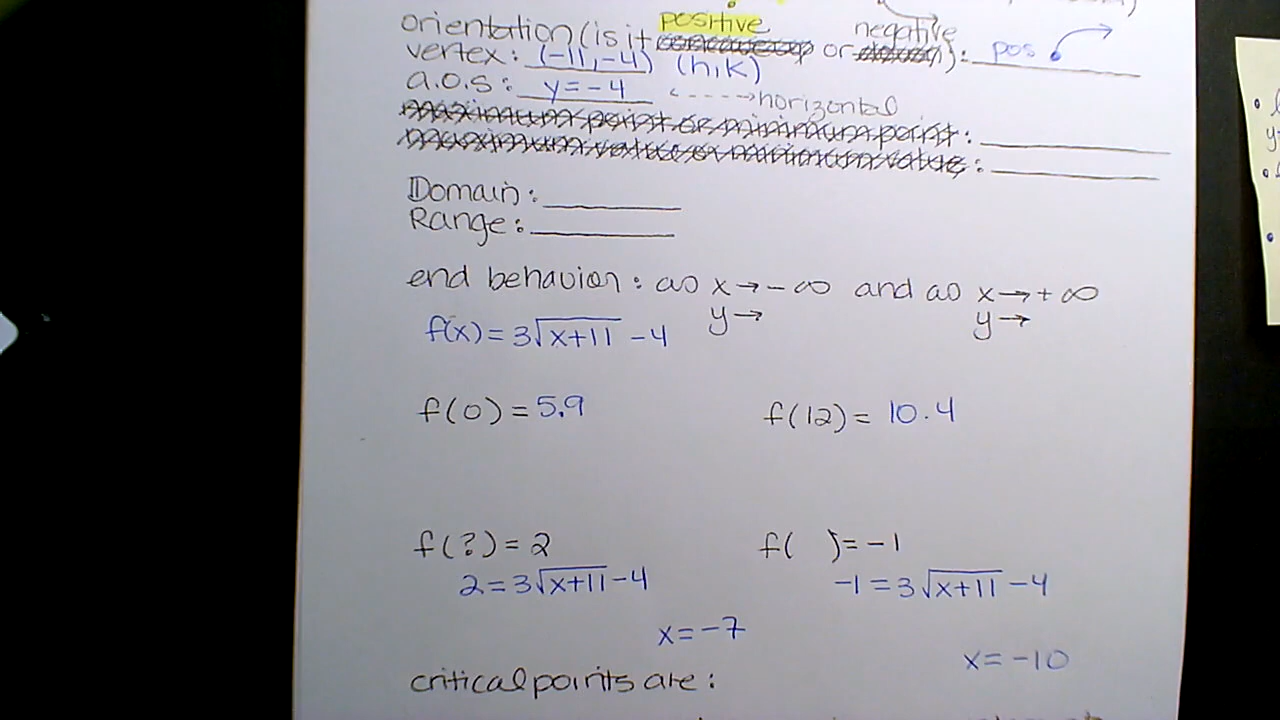 orientation (is it positive concave up or negative down): pos
vertex: (-11,-4) (h,k)
a.o.s: y=-4 <----> horizontal
maximum point or minimum point:
maximum value or minimum value:
Domain:
Range:
end behavior: as x→-∞ and as x→+∞
y→ y→
f(x)=3√x+11 -4
f(0)=5.9 f(12)=10.4
f(?)=2 f( )=-1
2=3√x+11-4 -1=3√x+11-4
x=-7
x=-10
critical points are: